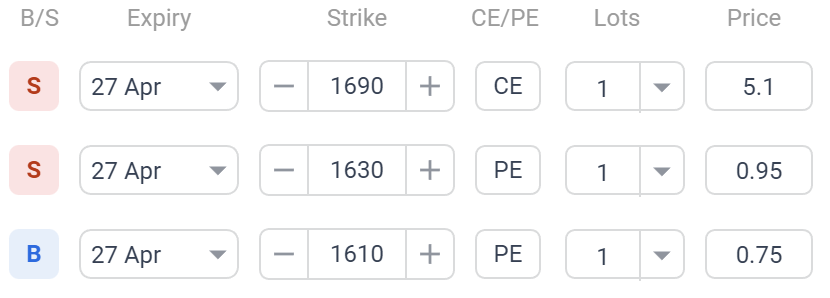 B/S Expiry Strike CE/PE Lots Price
S 27 Apr 1690 CE 1 5.1
S 27 Apr 1630 PE 1 0.95
B 27 Apr 1610 PE 1 0.75